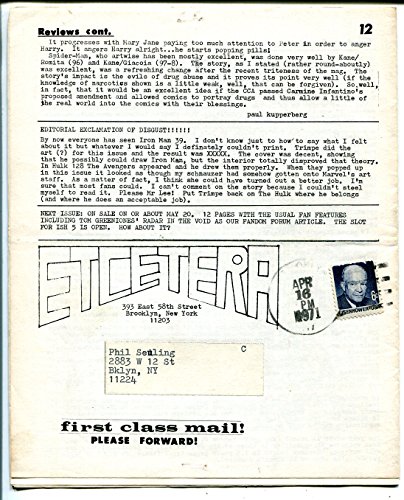 Reviews cont. 12
It progresses with Mary Jane paying too much attention to Peter in order to anger
Harry. It angers Harry alright...he starts popping pills!
Spider-Man, who artwise has been mostly excellent, was done very well by Kane/
Romita (96) and Kane/Giacoia (97-8). The story, as I stated (rather round-aboutly)
was excellent, was a refreshing change after the recent triteness of the mag. The
story's impact is the evils of drug abuse and it proves its point very well (if the
knowledge of narcotics shown is a little weak, well, that can be forgiven). So, well,
in fact, that it would be an excellent idea if the CCA passed Carmine Infantino's
proposed amendment and allowed comics to portray drugs and thus allow a little of
the real world into the comics with their blessings.
paul kupperberg
EDITORIAL EXCLAMATION OF DISGUST!!!!!!
By now everyone has seen Iron Man 39. I don't know just to how to say what I felt
about it but whatever I would say I definately couldn't print. Trimpe did the
art (?) for this issue and the result was XXXXX. The cover was decent, showing
that he possibly could draw Iron Man, but the interior totally disproved that theory.
In Hulk 128 The Avengers appeared and he drew them properly. When they popped up
in this issue it looked as though my schnauzer had somehow gotten onto Marvel's art
staff. As a matter of fact, I think she could have turned out a better job. I'm
sure that most fans could. I can't comment on the story because I couldn't steel
myself to read it. Please Mr Lee! Put Trimpe back on The Hulk where he belongs
(and where he does an acceptable job).
NEXT ISSUE: ON SALE ON OR ABOUT MAY 20. 12 PAGES WITH THE USUAL FAN FEATURES
INCLUDING TOM GREENIONES' RADAR IN THE VOID AS OUR FANDOM FORUM ARTICLE. THE SLOT
FOR ISH 5 IS OPEN. HOW ABOUT IT?
ETCETERA
393 East 58th Street
Brooklyn, New York
11203
APR
16
PM
1971
EISENHOWER
Phil Seuling C
2883 W 12 St
Bklyn, NY
11224
first class mail!
PLEASE FORWARD!